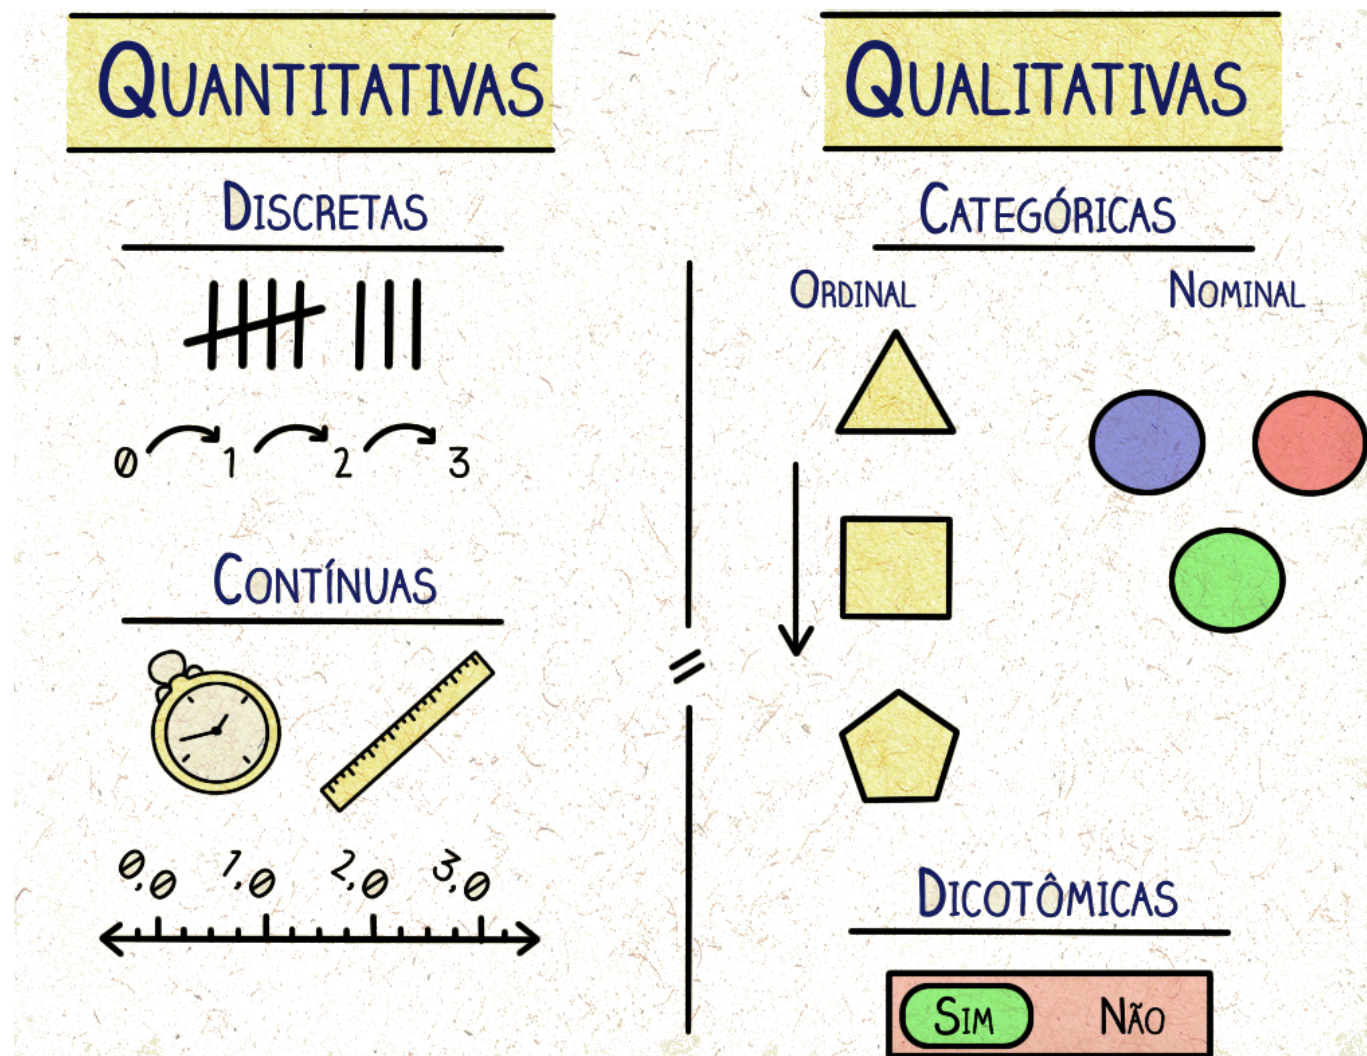 QUANTITATIVAS
DISCRETAS
0 1 2 3
CONTÍNUAS
0,0 1,0 2,0 3,0
QUALITATIVAS
CATEGÓRICAS
ORDINAL NOMINAL
DICOTÔMICAS
SIM NÃO